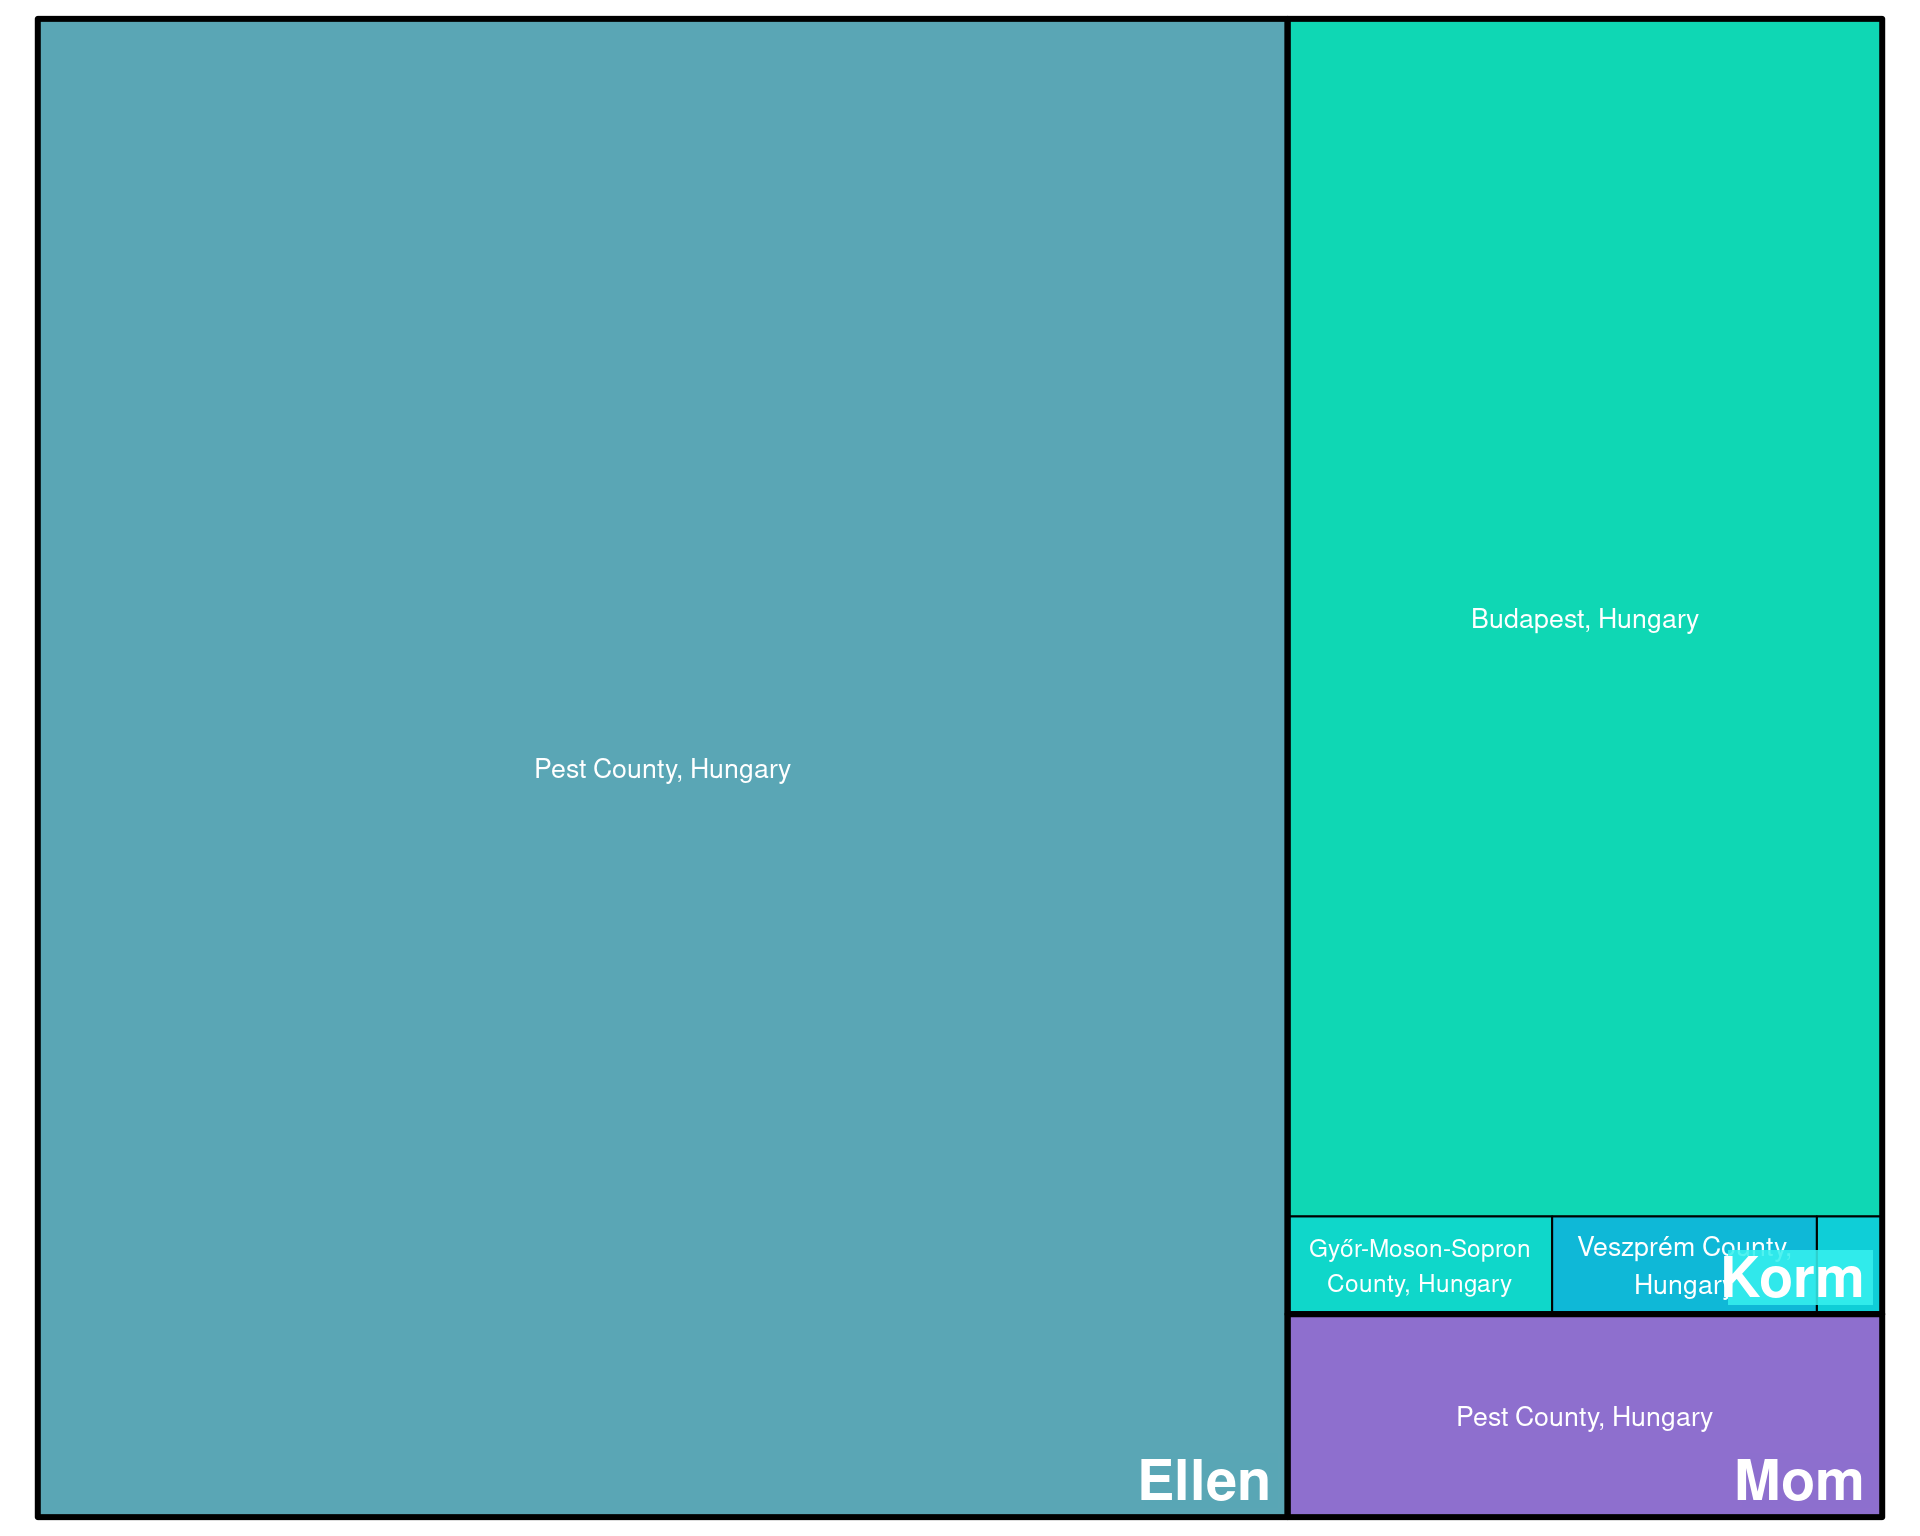 Pest County, Hungary
Ellen
Budapest, Hungary
Győr-Moson-Sopron
County, Hungary
Veszprém County,
Hungary
Korm
Pest County, Hungary
Mom